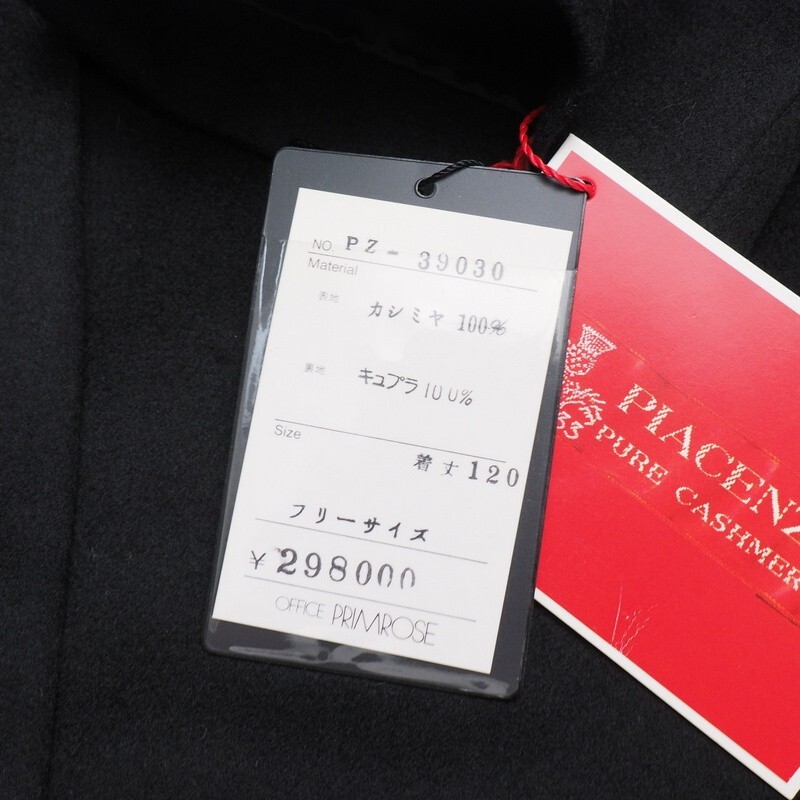 NO. PZ-39030
Material
表地 カシミヤ 100%
裏地 キュプラ 100%
Size
着丈 120
フリーサイズ
¥ 298000
OFFICE PRIMROSE
PIACENZ
33 PURE CASHMER